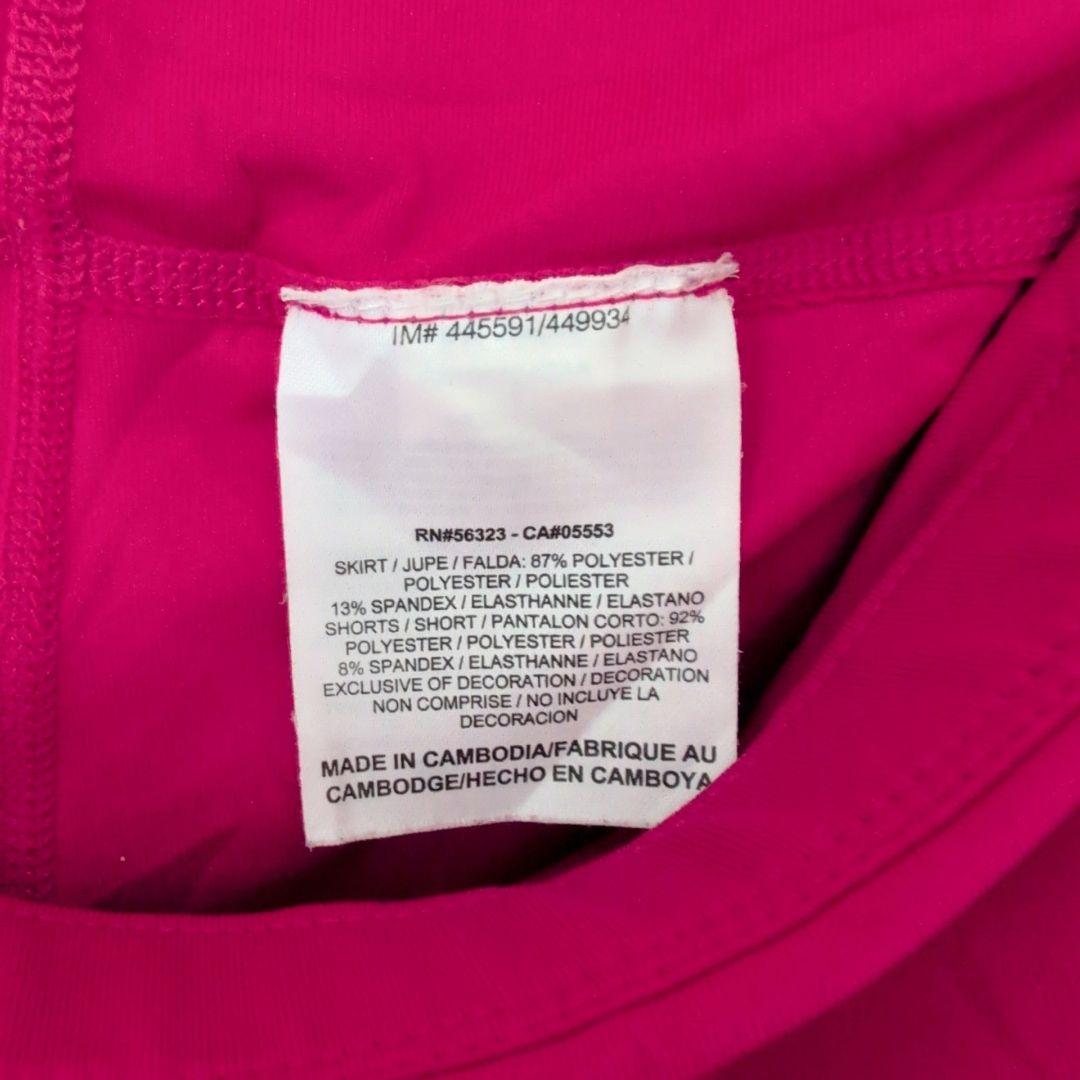 IM# 445591/449934
RN#56323 - CA#05553
SKIRT / JUPE / FALDA: 87% POLYESTER /
POLYESTER / POLIESTER
13% SPANDEX / ELASTHANNE / ELASTANO
SHORTS / SHORT / PANTALON CORTO: 92%
POLYESTER / POLYESTER / POLIESTER
8% SPANDEX / ELASTHANNE / ELASTANO
EXCLUSIVE OF DECORATION / DECORATION
NON COMPRISE / NO INCLUYE LA
DECORACION
MADE IN CAMBODIA/FABRIQUE AU
CAMBODGE/HECHO EN CAMBOYA